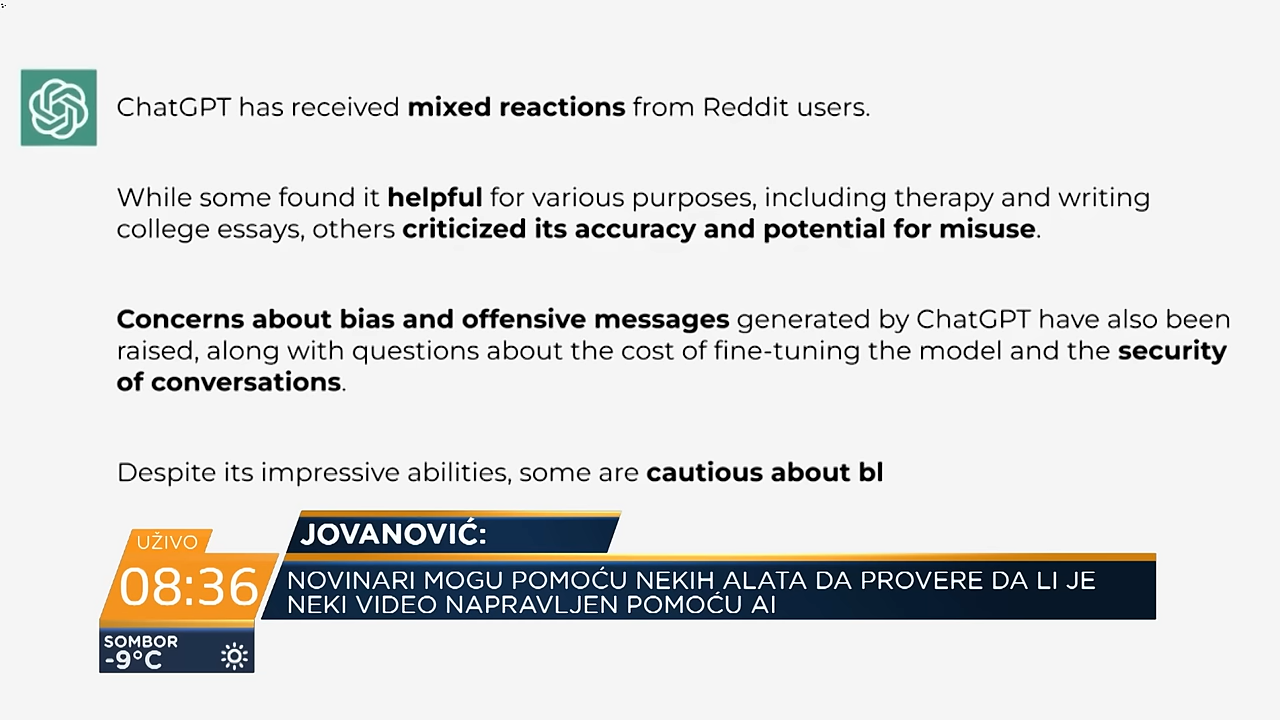 ChatGPT has received mixed reactions from Reddit users.
While some found it helpful for various purposes, including therapy and writing
college essays, others criticized its accuracy and potential for misuse.
Concerns about bias and offensive messages generated by ChatGPT have also been
raised, along with questions about the cost of fine-tuning the model and the security
of conversations.
Despite its impressive abilities, some are cautious about bl
UŽIVO
08:36
SOMBOR
-9°C
JOVANOVIĆ:
NOVINARI MOGU POMOĆU NEKIH ALATA DA PROVERE DA LI JE
NEKI VIDEO NAPRAVLJEN POMOĆU AI